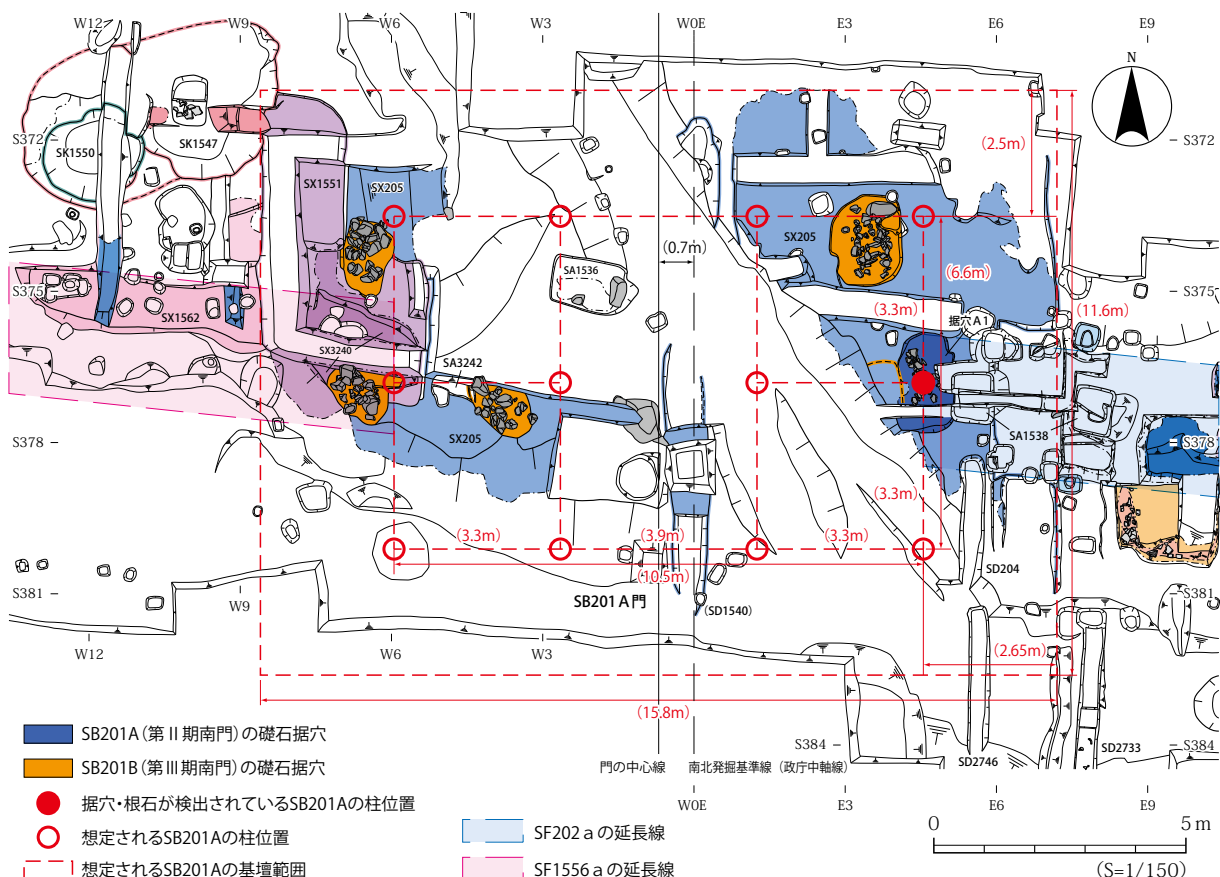 W12
W9
W6
W3
W0E
E3
E6
E9
N
S372
S372
SK1550
SK1547
SX1551
SX205
(2.5m)
(0.7m)
SX205
SA1536
(6.6m)
S375
S375
(3.3m)
(11.6m)
SX1562
据穴A1
SX3240
SA3242
SX205
SA1538
S378
S378
(3.3m)
(3.3m)
(3.9m)
(3.3m)
(10.5m)
SD204
SB201A門
(SD1540)
S381
S381
W12
W9
W6
W3
(2.65m)
(15.8m)
S384
S384
SD2733
SD2746
門の中心線
南北発掘基準線（政庁中軸線）
W0E
E3
E6
E9
SB201A（第Ⅱ期南門）の礎石据穴
SB201B（第Ⅲ期南門）の礎石据穴
据穴・根石が検出されているSB201Aの柱位置
想定されるSB201Aの柱位置
想定されるSB201Aの基壇範囲
SF202aの延長線
SF1556aの延長線
0
5m
(S=1/150)